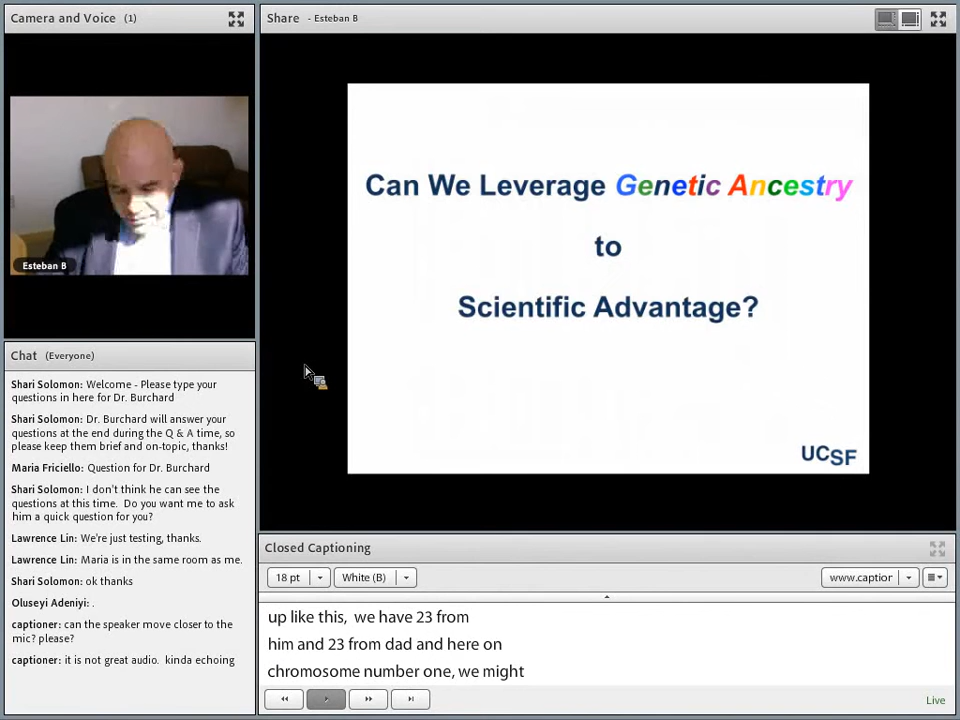 Camera and Voice (1)
Share - Esteban B
Esteban B
Can We Leverage Genetic Ancestry
to
Scientific Advantage?
UCSF
Chat (Everyone)
Shari Solomon: Welcome - Please type your
questions in here for Dr. Burchard
Shari Solomon: Dr. Burchard will answer your
questions at the end during the Q & A time, so
please keep them brief and on-topic, thanks!
Maria Friciello: Question for Dr. Burchard
Shari Solomon: I don't think he can see the
questions at this time. Do you want me to ask
him a quick question for you?
Lawrence Lin: We're just testing, thanks.
Lawrence Lin: Maria is in the same room as me.
Shari Solomon: ok thanks
Oluseyi Adeniyi: .
captioner: can the speaker move closer to the
mic? please?
captioner: it is not great audio. kinda echoing
Closed Captioning
18 pt
White (B)
www.caption
up like this, we have 23 from
him and 23 from dad and here on
chromosome number one, we might
Live